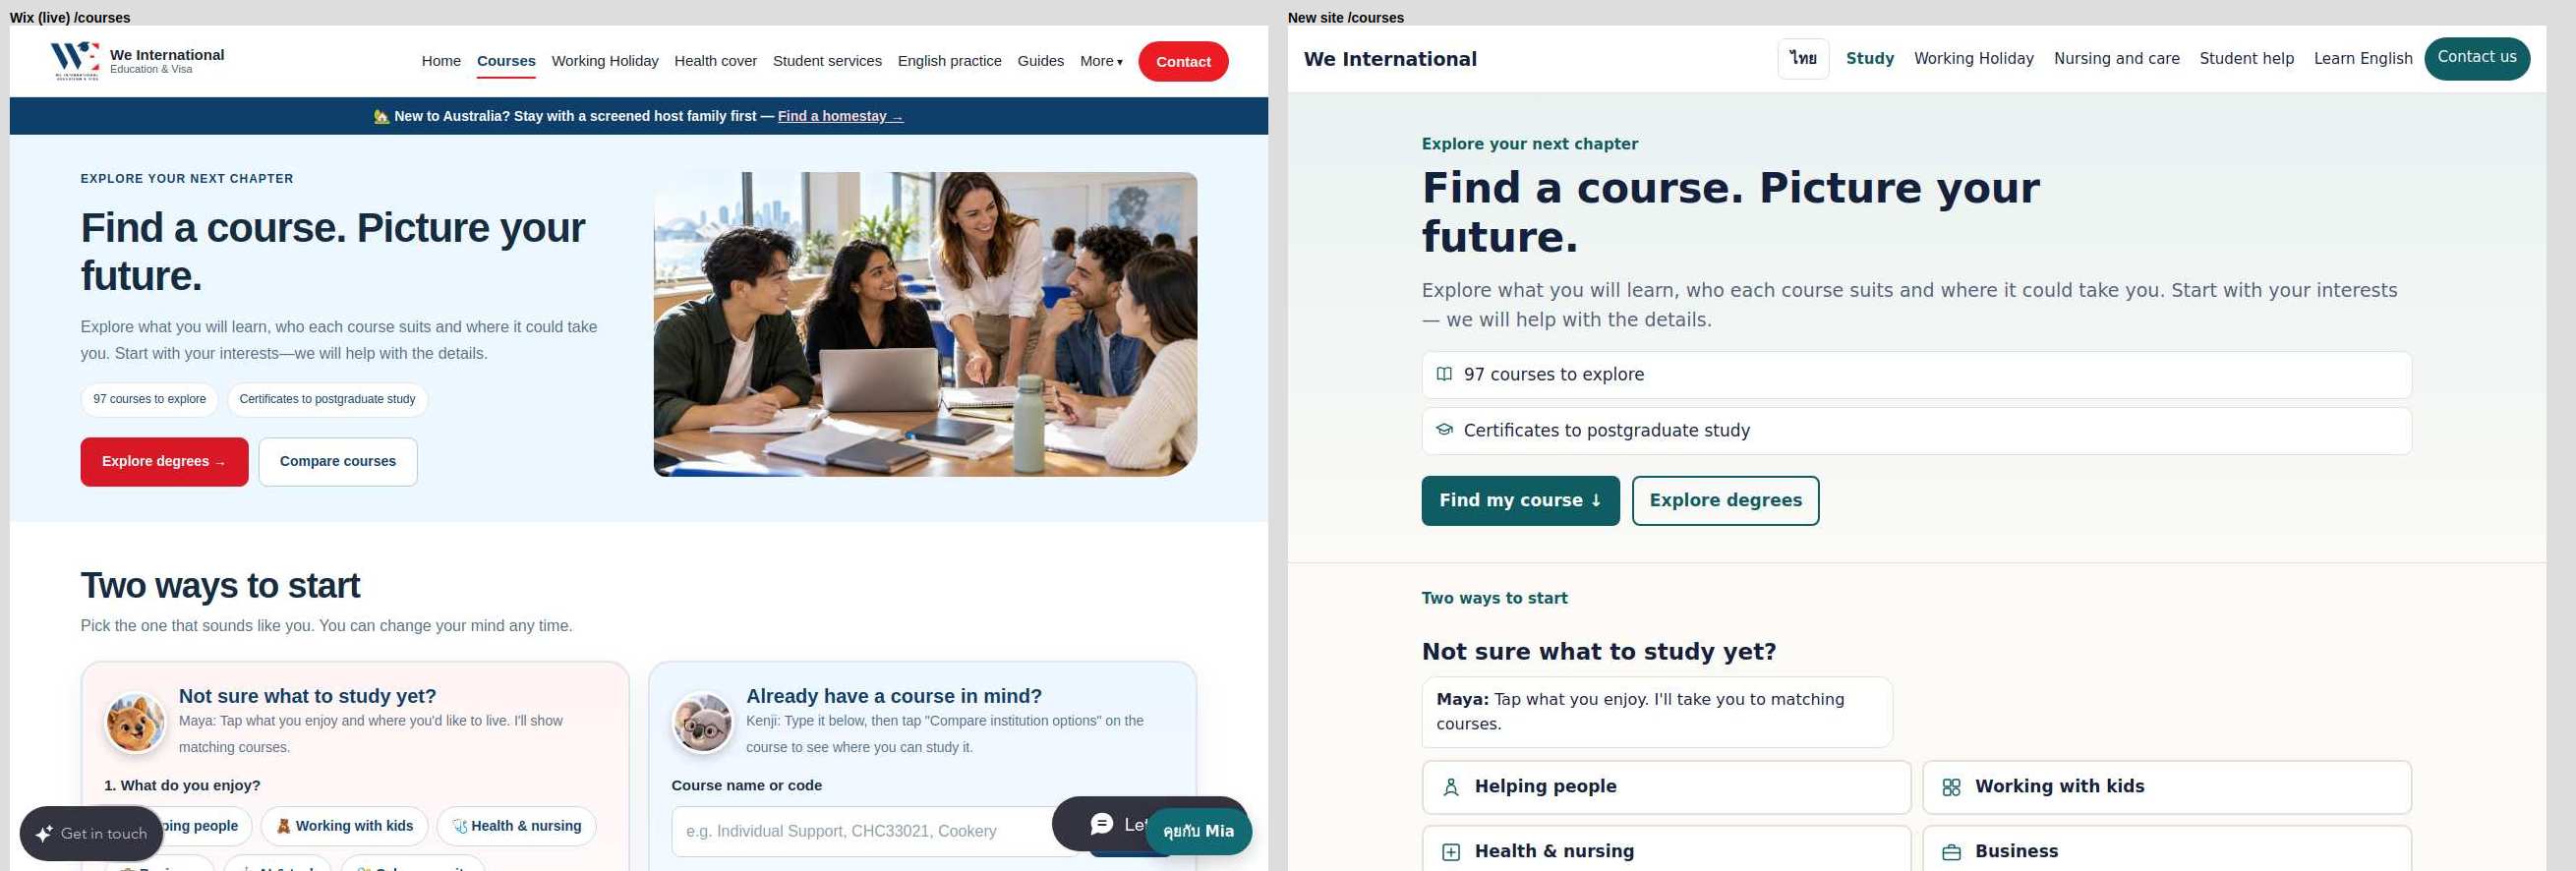 Wix (live) /courses
We International
Education & Visa
Home Courses Working Holiday Health cover Student services English practice Guides More ▾ Contact
🏡 New to Australia? Stay with a screened host family first — Find a homestay →
EXPLORE YOUR NEXT CHAPTER
Find a course. Picture your
future.
Explore what you will learn, who each course suits and where it could take
you. Start with your interests—we will help with the details.
97 courses to explore Certificates to postgraduate study
Explore degrees → Compare courses
Two ways to start
Pick the one that sounds like you. You can change your mind any time.
Not sure what to study yet?
Maya: Tap what you enjoy and where you'd like to live. I'll show
matching courses.
1. What do you enjoy?
people Working with kids Health & nursing
Get in touch
Already have a course in mind?
Kenji: Type it below, then tap "Compare institution options" on the
course to see where you can study it.
Course name or code
e.g. Individual Support, CHC33021, Cookery
คุยกับ Mia
New site /courses
We International
ไทย Study Working Holiday Nursing and care Student help Learn English Contact us
Explore your next chapter
Find a course. Picture your
future.
Explore what you will learn, who each course suits and where it could take you. Start with your interests
— we will help with the details.
97 courses to explore
Certificates to postgraduate study
Find my course ↓ Explore degrees
Two ways to start
Not sure what to study yet?
Maya: Tap what you enjoy. I'll take you to matching
courses.
Helping people Working with kids
Health & nursing Business